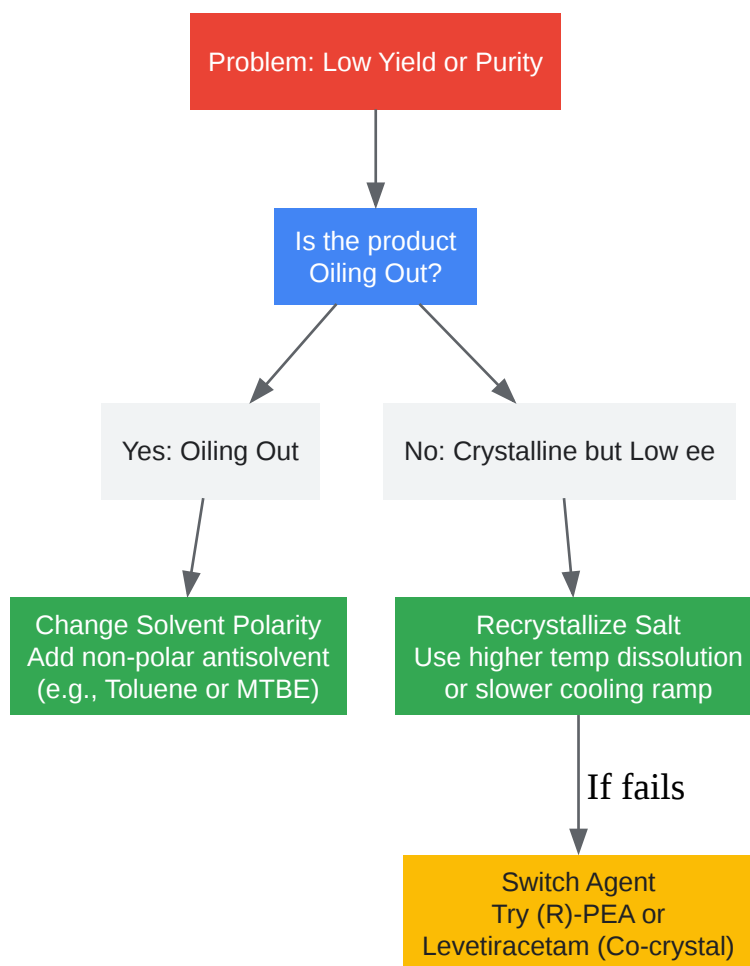 Problem: Low Yield or Purity
Is the product
Oiling Out?
Yes: Oiling Out
No: Crystalline but Low ee
Change Solvent Polarity
Add non-polar antisolvent
(e.g., Toluene or MTBE)
Recrystallize Salt
Use higher temp dissolution
or slower cooling ramp
If fails
Switch Agent
Try (R)-PEA or
Levetiracetam (Co-crystal)